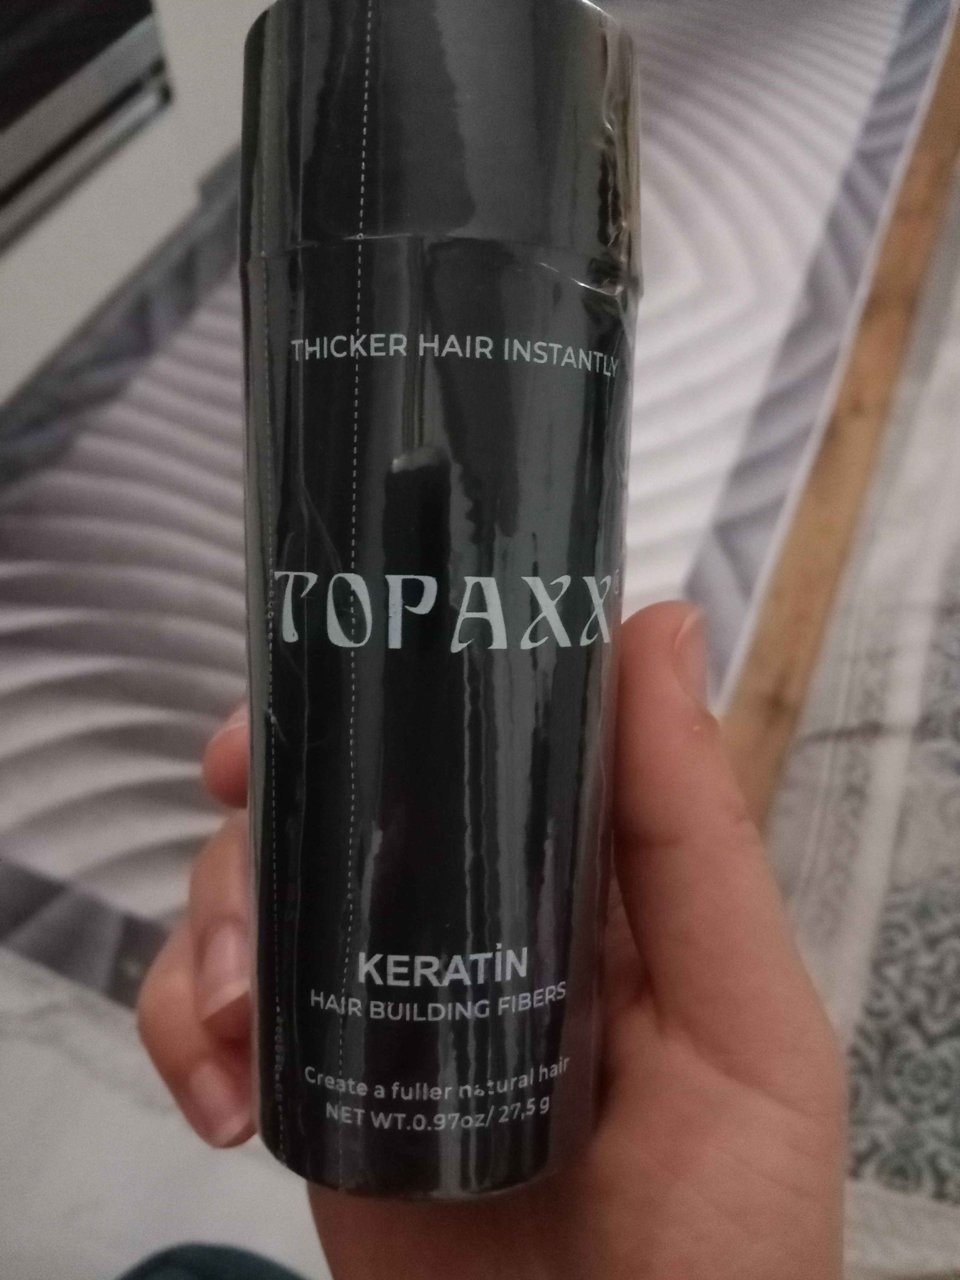 THICKER HAIR INSTANTLY
TOPAXX®
KERATİN
HAIR BUILDING FIBERS
Create a fuller natural hair
NET WT.0.97oz/ 27,5 g